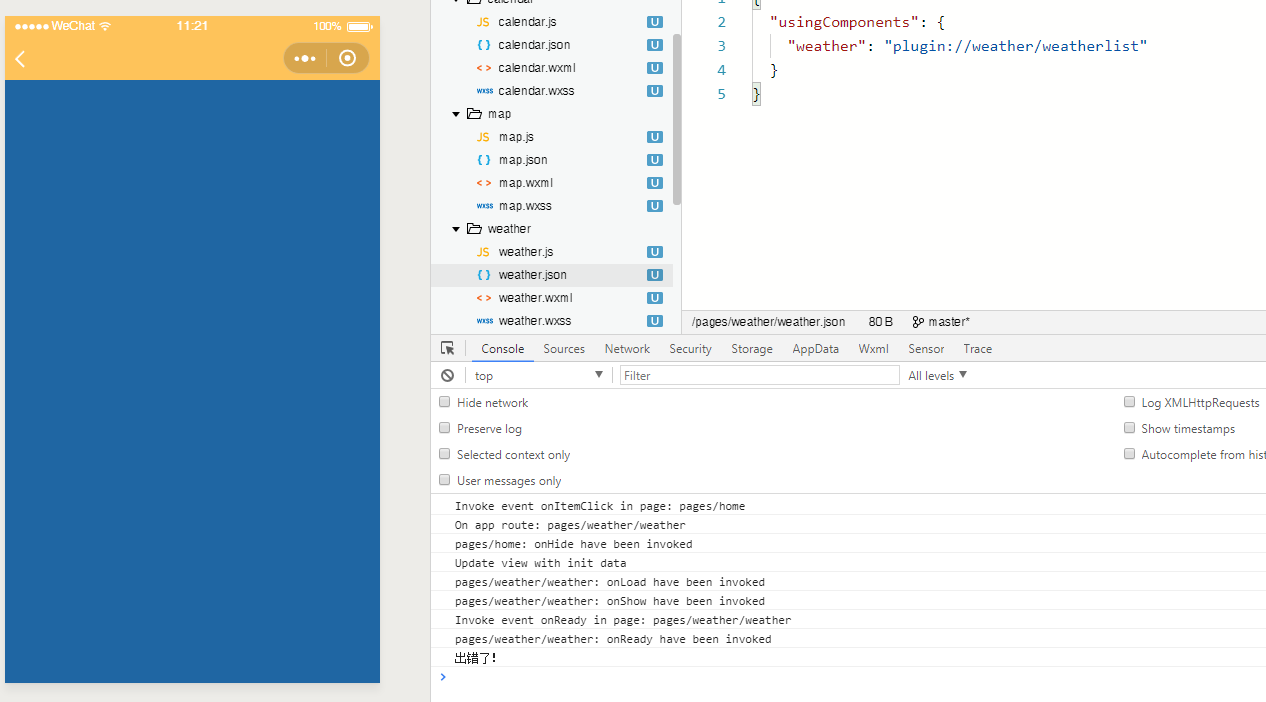 WeChat
11:21
100%
calendar
JS calendar.js U
{ } calendar.json U
< > calendar.wxml U
wxss calendar.wxss U
map
JS map.js U
{ } map.json U
< > map.wxml U
wxss map.wxss U
weather
JS weather.js U
{ } weather.json U
< > weather.wxml U
wxss weather.wxss U
1 {
2 "usingComponents": {
3 "weather": "plugin://weather/weatherlist"
4 }
5 }
/pages/weather/weather.json 80 B master*
Console Sources Network Security Storage AppData Wxml Sensor Trace
top ▼ Filter All levels ▼
Hide network
Log XMLHttpRequests
Preserve log
Show timestamps
Selected context only
Autocomplete from hist
User messages only
Invoke event onItemClick in page: pages/home
On app route: pages/weather/weather
pages/home: onHide have been invoked
Update view with init data
pages/weather/weather: onLoad have been invoked
pages/weather/weather: onShow have been invoked
Invoke event onReady in page: pages/weather/weather
pages/weather/weather: onReady have been invoked
出错了!
>